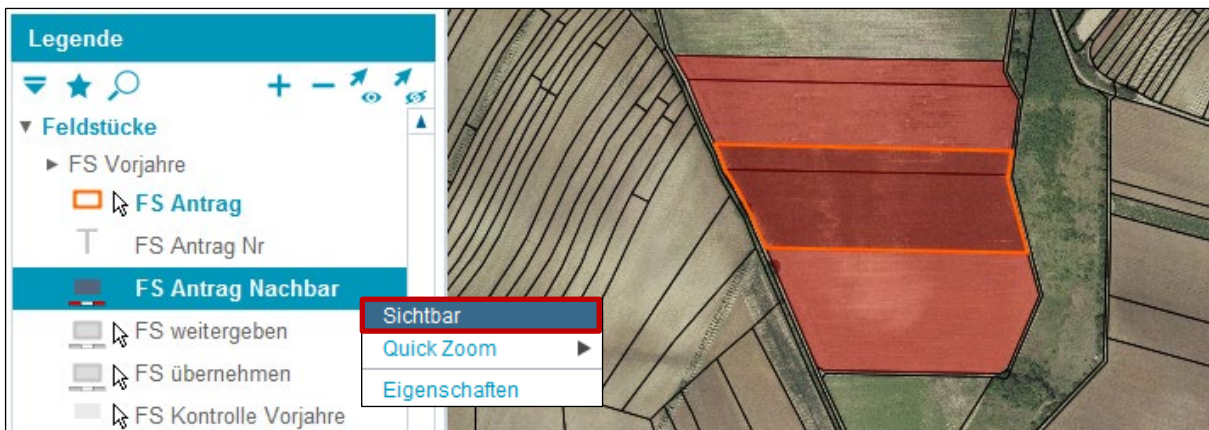 Legende
Feldstücke
FS Vorjahre
FS Antrag
T FS Antrag Nr
FS Antrag Nachbar
Sichtbar
FS weitergeben
Quick Zoom
FS übernehmen
Eigenschaften
FS Kontrolle Vorjahre